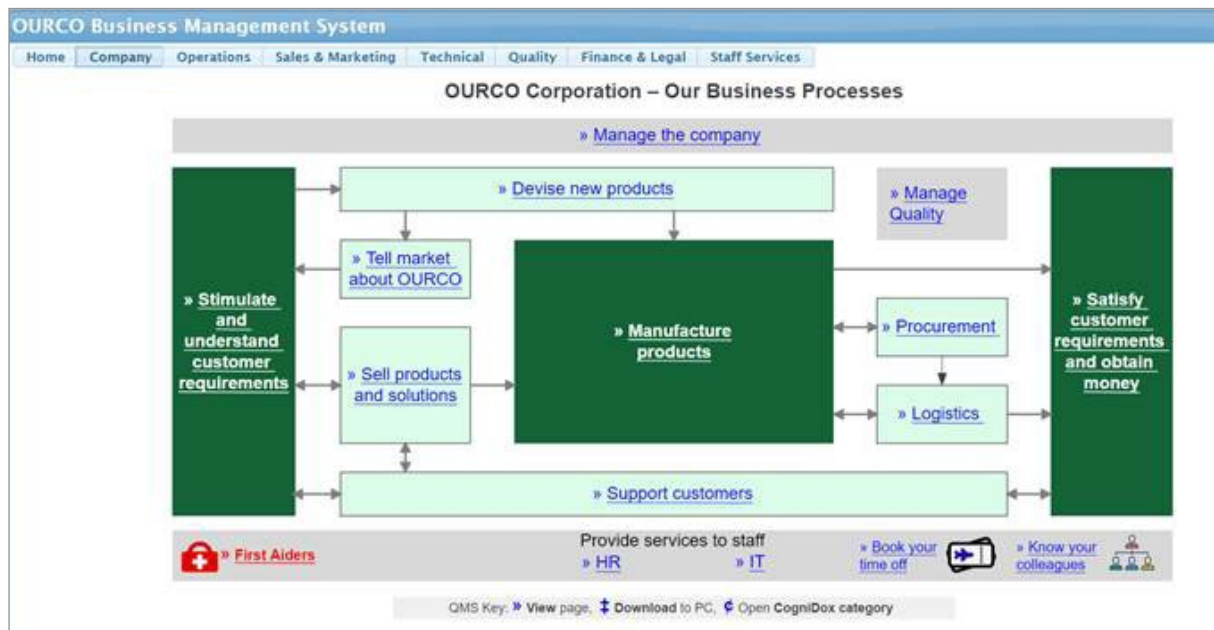 OURCO Business Management System
Home Company Operations Sales & Marketing Technical Quality Finance & Legal Staff Services
OURCO Corporation – Our Business Processes
» Manage the company
» Devise new products
» Manage
Quality
» Tell market
about OURCO
» Stimulate
and
understand
customer
requirements
» Manufacture
products
» Procurement
» Satisfy
customer
requirements
and obtain
money
» Sell products
and solutions
» Logistics
» Support customers
» First Aiders
Provide services to staff
» HR
» IT
» Book your
time off
» Know your
colleagues
QMS Key: » View page, ‡ Download to PC, ¢ Open CogniDox category